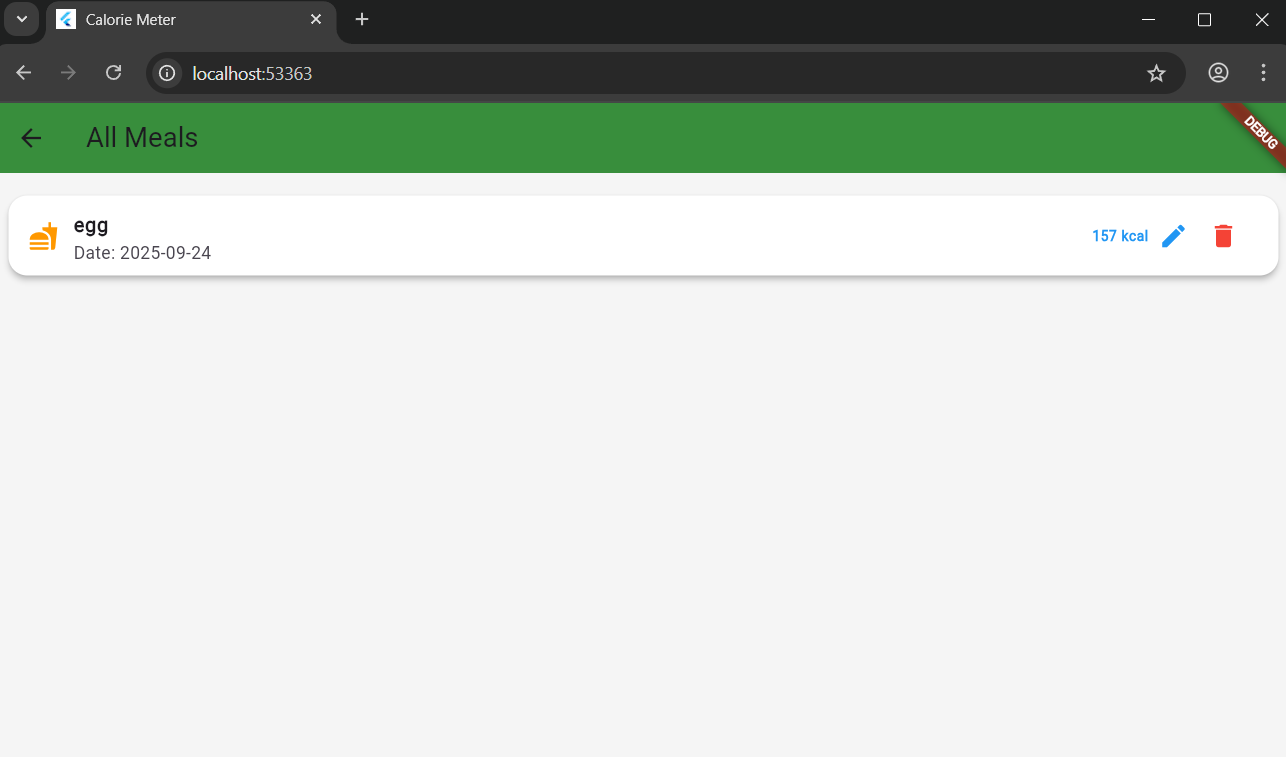 Calorie Meter
localhost:53363
All Meals
DEBUG
egg
157 kcal
Date: 2025-09-24